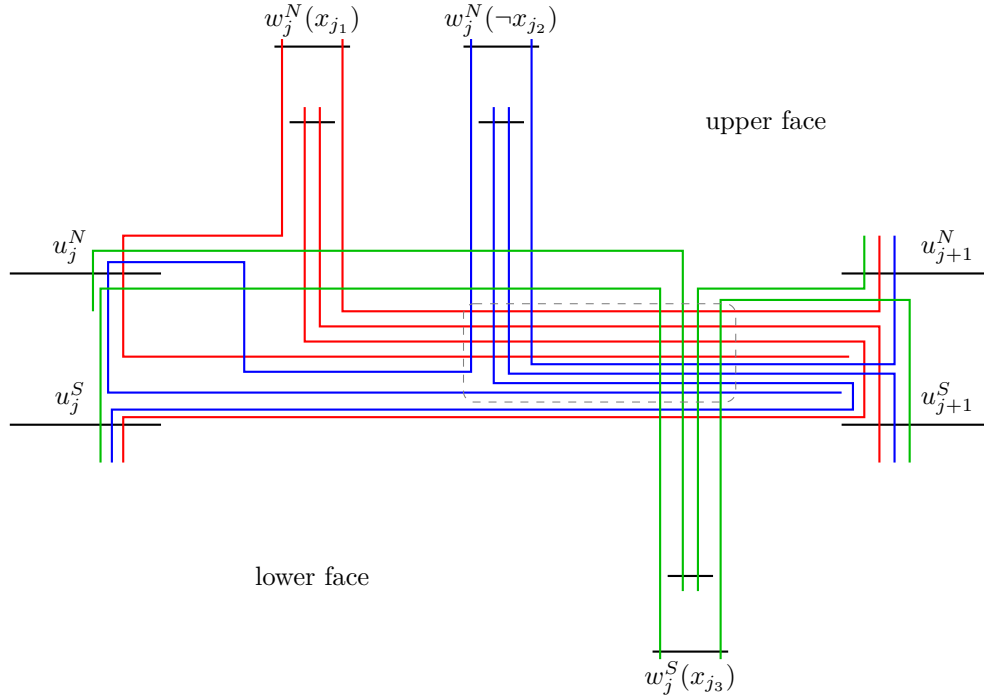 $w_j^N(x_{j_1})$
$w_j^N(\neg x_{j_2})$
upper face
$u_j^N$
$u_{j+1}^N$
$u_j^S$
$u_{j+1}^S$
lower face
$w_j^S(x_{j_3})$